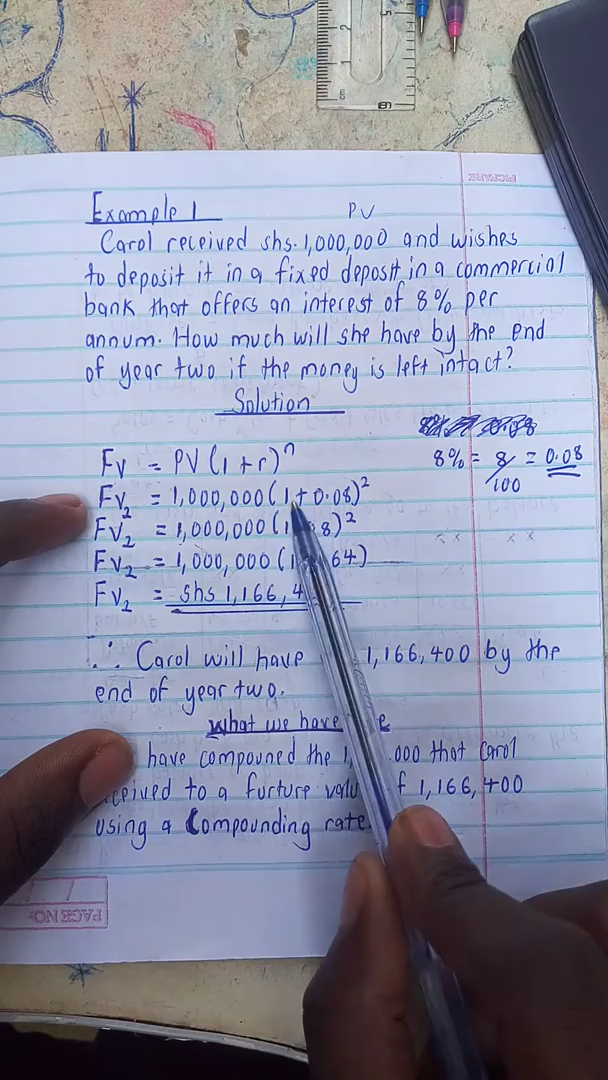 PV
Example 1
Carol received shs. 1,000,000 and wishes
to deposit it in a fixed deposit in a commercial
bank that offers an interest of 8% per
annum. How much will she have by the end
of year two if the money is left intact?
Solution
FV = PV (1+r)ⁿ
8% = 8/100 = 0.08
FV₂ = 1,000,000 (1+0.08)²
FV₂ = 1,000,000 (1 8)²
FV₂ = 1,000,000 (1 64)
FV₂ = shs 1,166,4
∴ Carol will have 1,166,400 by the
end of year two.
What we have
have compouned the 1, 000 that Carol
to a furture 1,166,400
using a Compounding rate.
PAGE NO: